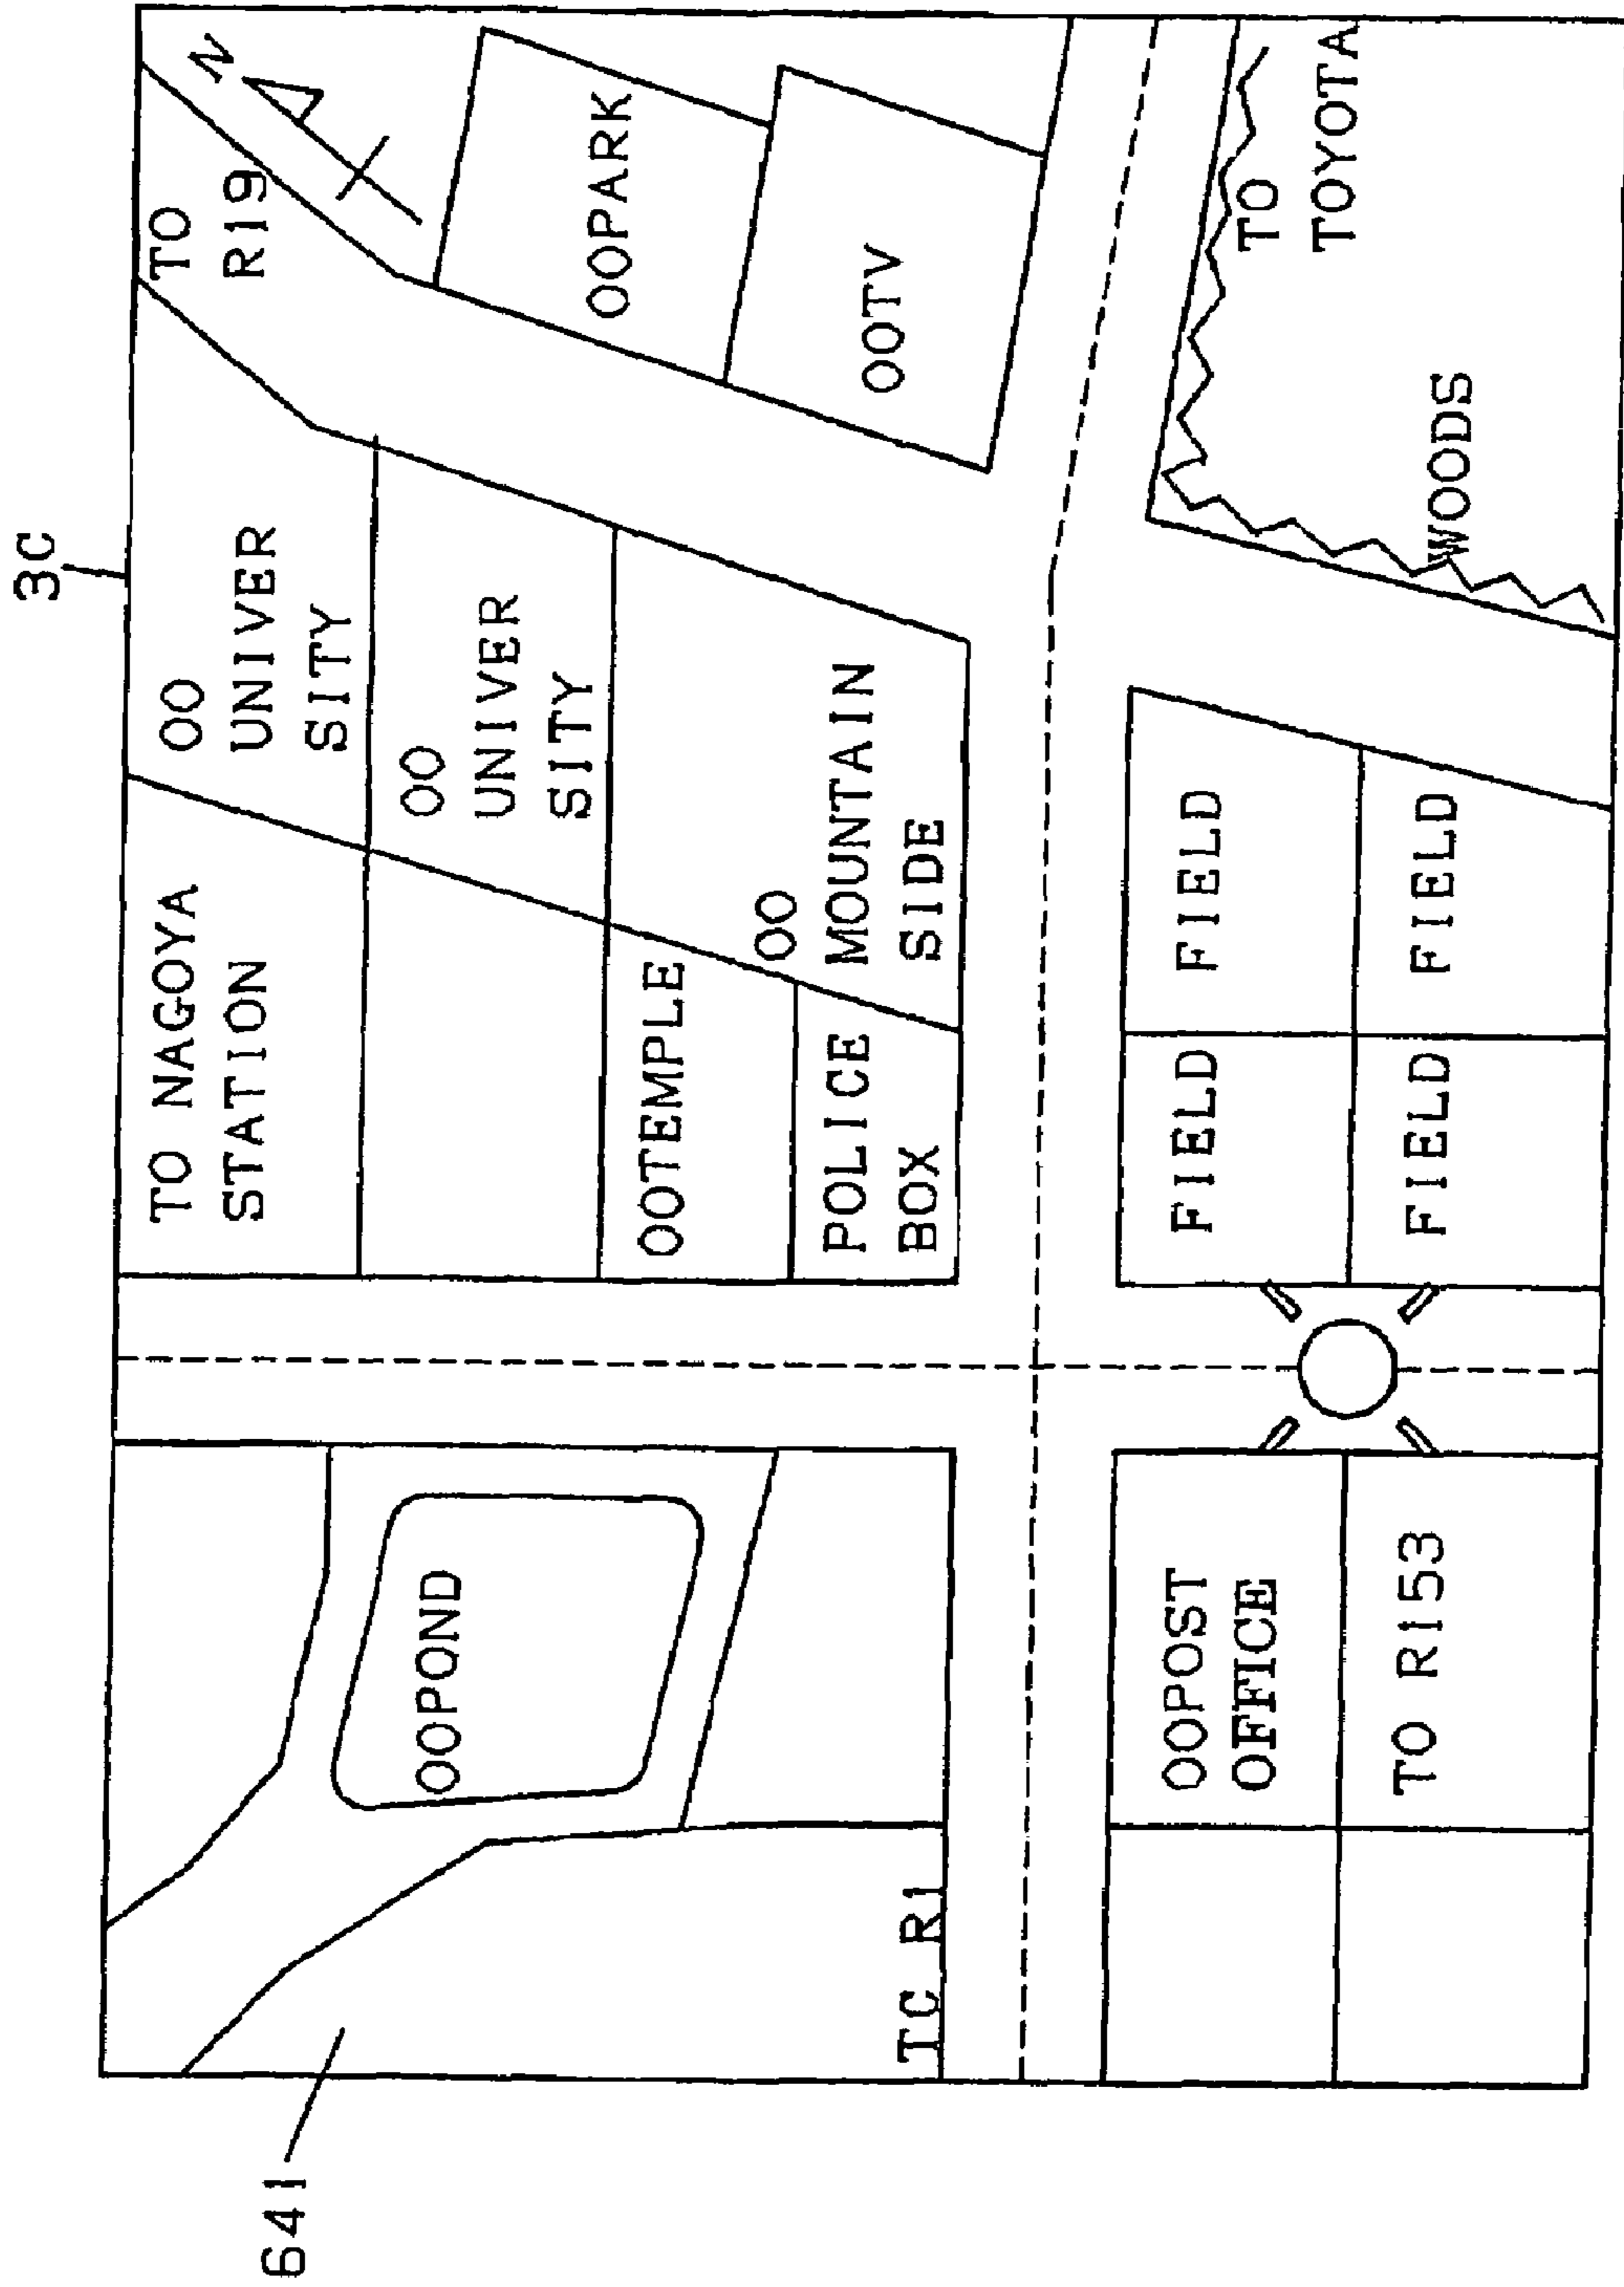 3C
641
TO NAGOYA
STATION
OO
UNIVER
SITY
TO
R19
N
OO
UNIVER
SITY
OOPARK
OOPOND
OOTEMPLE
OO
MOUNTAIN
SIDE
POLICE
BOX
OOTV
TC R1
OOPOST
OFFICE
FIELD
FIELD
TO
TOYOTA
TO R153
FIELD
FIELD
WOODS